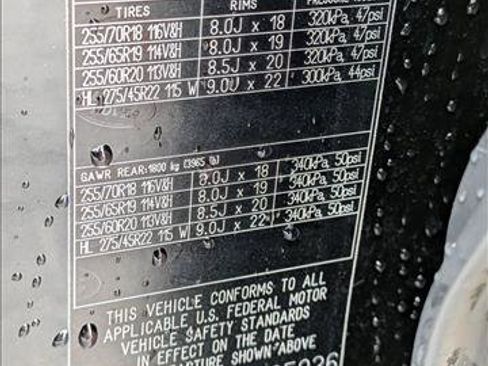 TIRES RIMS
255/70R18 116V&H 8.0J x 18 320kPa, 47psi
255/65R19 114V&H 8.0J x 19 320kPa, 47psi
255/60R20 113V&H 8.5J x 20 320kPa, 47psi
HL 275/45R22 115 W 9.0J x 22 300kPa, 44psi
GAWR REAR:1800 kg (3965 lb)
255/70R18 116V&H 8.0J x 18 340kPa, 50psi
255/65R19 114V&H 8.0J x 19 340kPa, 50psi
255/60R20 113V&H 8.5J x 20 340kPa, 50psi
HL 275/45R22 115 W 9.0J x 22 340kPa, 50psi
THIS VEHICLE CONFORMS TO ALL
APPLICABLE U.S. FEDERAL MOTOR
VEHICLE SAFETY STANDARDS
IN EFFECT ON THE DATE
SHOWN ABOVE